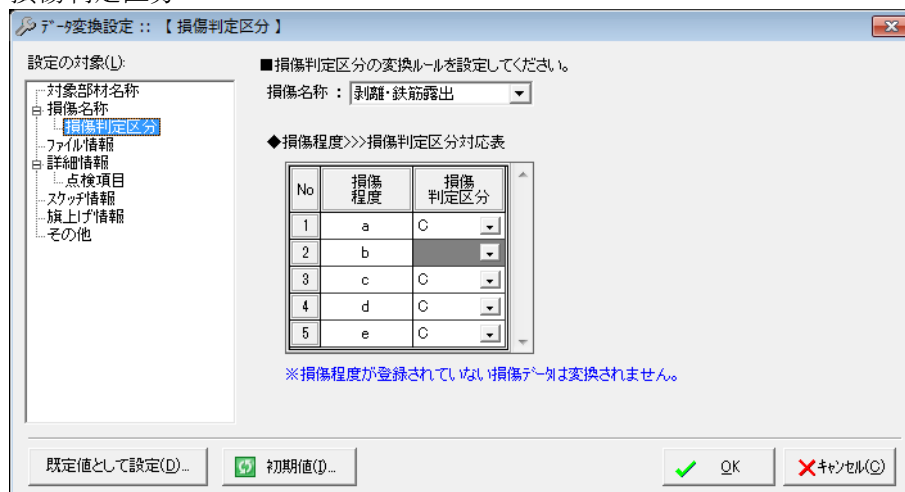 損傷判定区分
データ変換設定 :: 【 損傷判定区分 】
設定の対象(L):
対象部材名称
損傷名称
損傷判定区分
ファイル情報
詳細情報
点検項目
スケッチ情報
旗上げ情報
その他
■損傷判定区分の変換ルールを設定してください。
損傷名称 : 剥離・鉄筋露出
◆損傷程度>>>損傷判定区分対応表
No 損傷程度 損傷判定区分
1 a C
2 b
3 c C
4 d C
5 e C
※損傷程度が登録されていない損傷データは変換されません。
既定値として設定(D)... 初期値(I)... OK キャンセル(C)